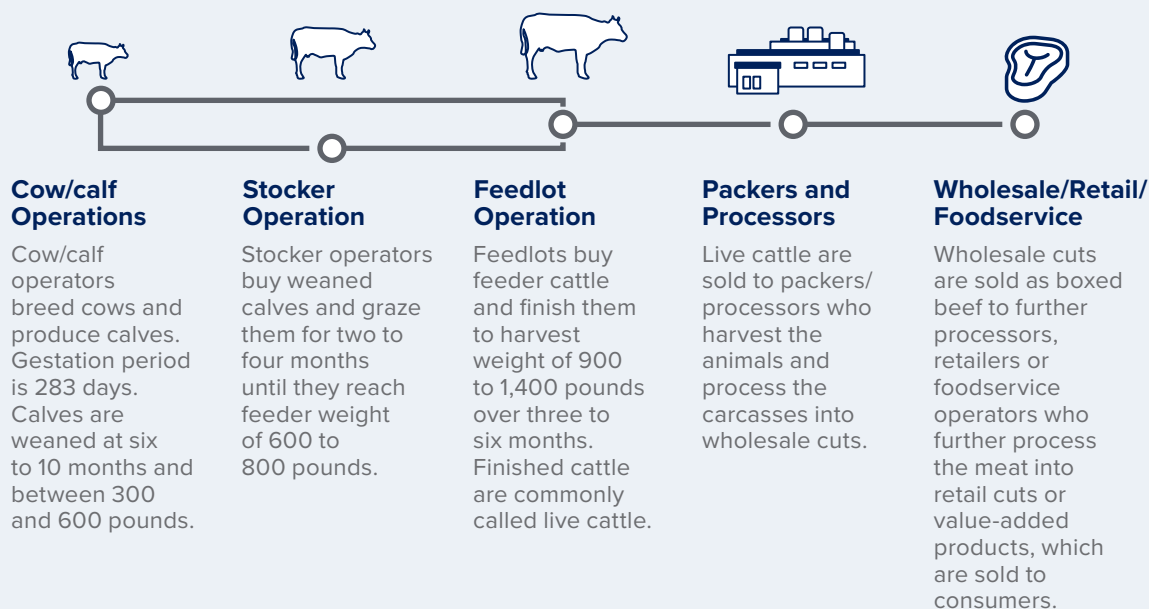 Cow/calf
Operations
Cow/calf
operators
breed cows and
produce calves.
Gestation period
is 283 days.
Calves are
weaned at six
to 10 months and
between 300
and 600 pounds.
Stocker
Operation
Stocker operators
buy weaned
calves and graze
them for two to
four months
until they reach
feeder weight
of 600 to
800 pounds.
Feedlot
Operation
Feedlots buy
feeder cattle
and finish them
to harvest
weight of 900
to 1,400 pounds
over three to
six months.
Finished cattle
are commonly
called live cattle.
Packers and
Processors
Live cattle are
sold to packers/
processors who
harvest the
animals and
process the
carcasses into
wholesale cuts.
Wholesale/Retail/
Foodservice
Wholesale cuts
are sold as boxed
beef to further
processors,
retailers or
foodservice
operators who
further process
the meat into
retail cuts or
value-added
products, which
are sold to
consumers.